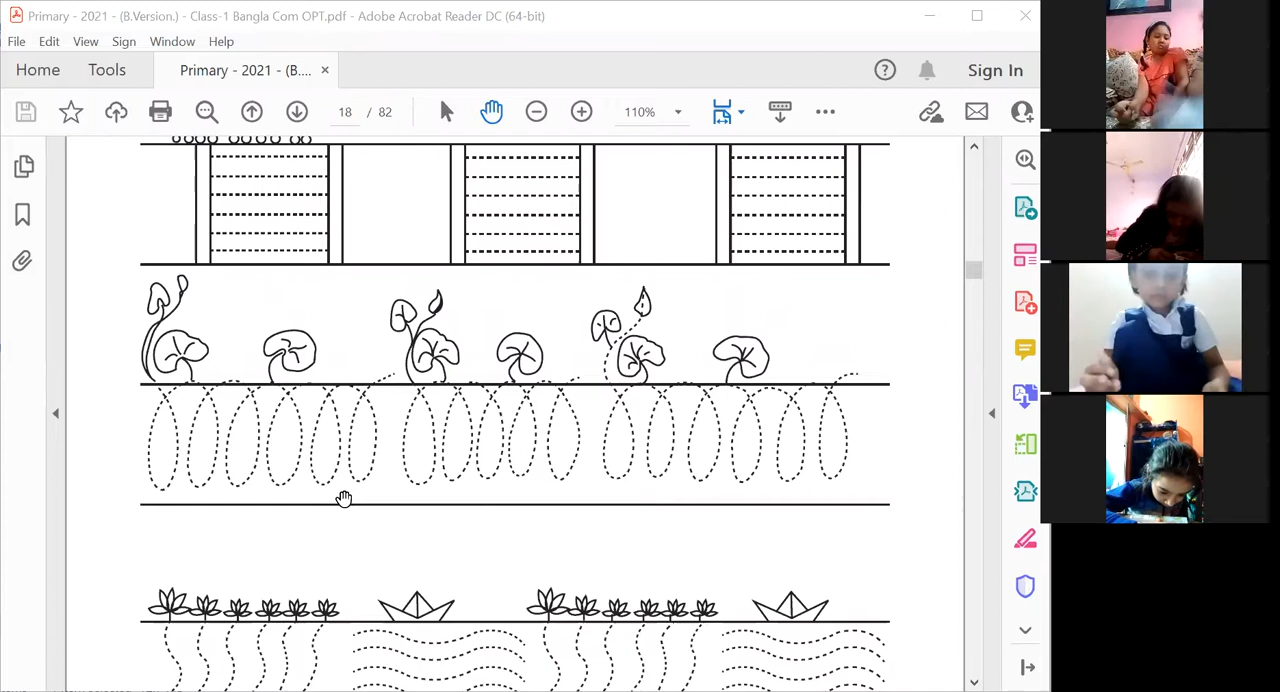 Primary - 2021 - (B.Version.) - Class-1 Bangla Com OPT.pdf - Adobe Acrobat Reader DC (64-bit)
File Edit View Sign Window Help
Home Tools Primary - 2021 - (B.... × Sign In
18 / 82 110%